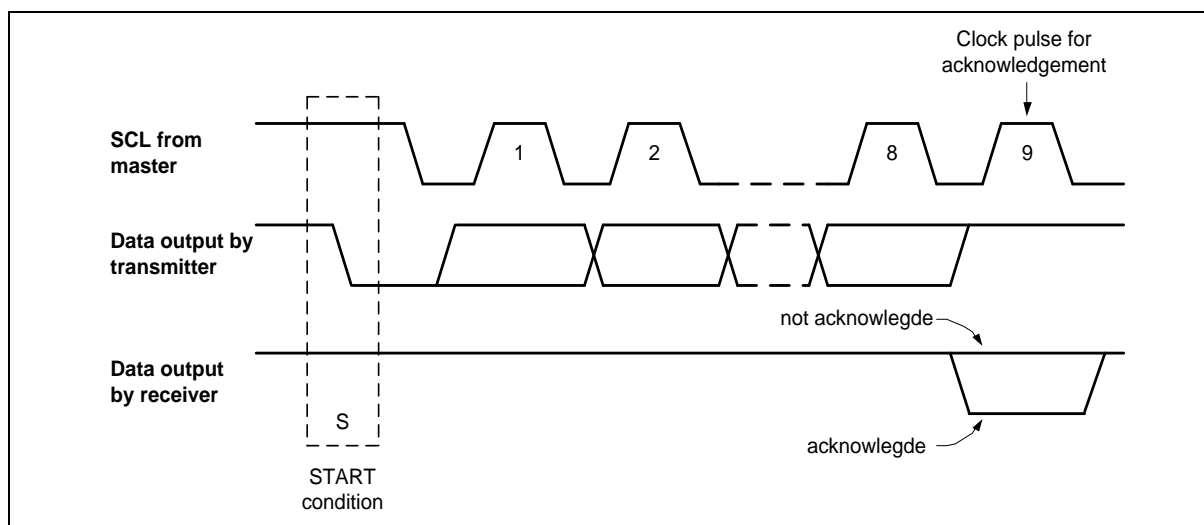 Clock pulse for
acknowledgement
SCL from
master
1
2
8
9
Data output by
transmitter
not acknowlegde
Data output
by receiver
S
acknowlegde
START
condition